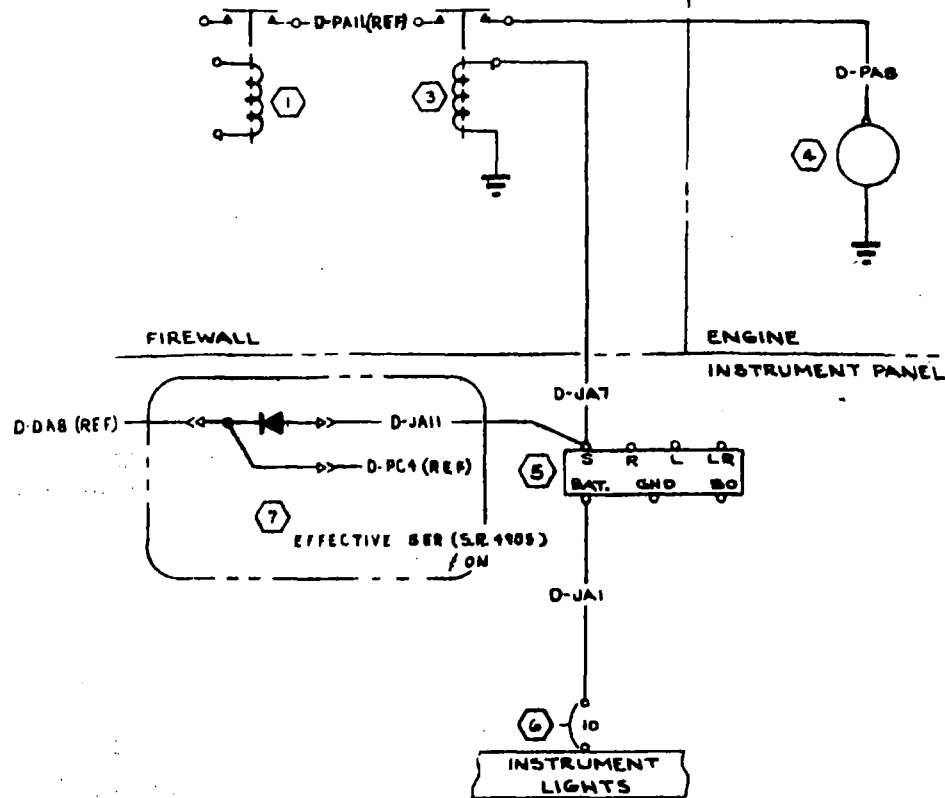 D-PA11(REF)
D-PA8
1
3
4
FIREWALL
ENGINE
INSTRUMENT PANEL
D-JA7
D-DA8 (REF)
D-JA11
D-PC4 (REF)
5
S R L LR
BAT. GND BO
7
EFFECTIVE SER (S.R. 4905)
& ON
D-JA1
6
10
INSTRUMENT
LIGHTS